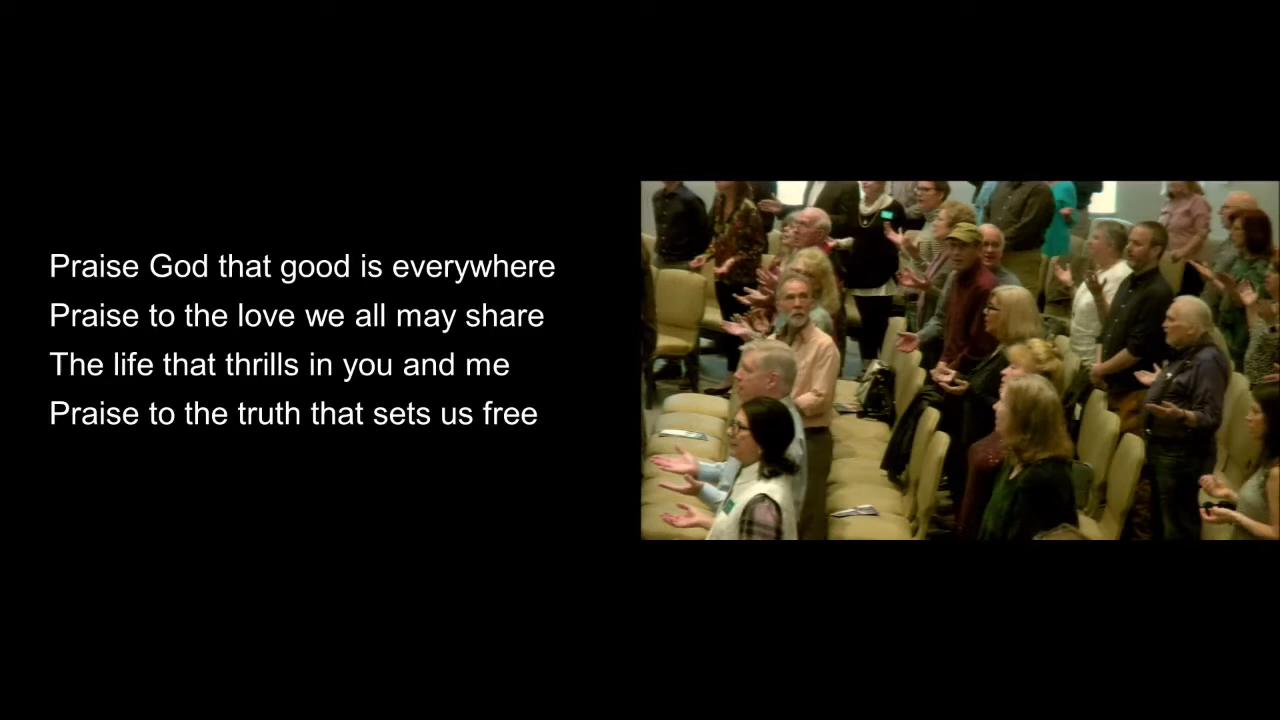 Praise God that good is everywhere
Praise to the love we all may share
The life that thrills in you and me
Praise to the truth that sets us free